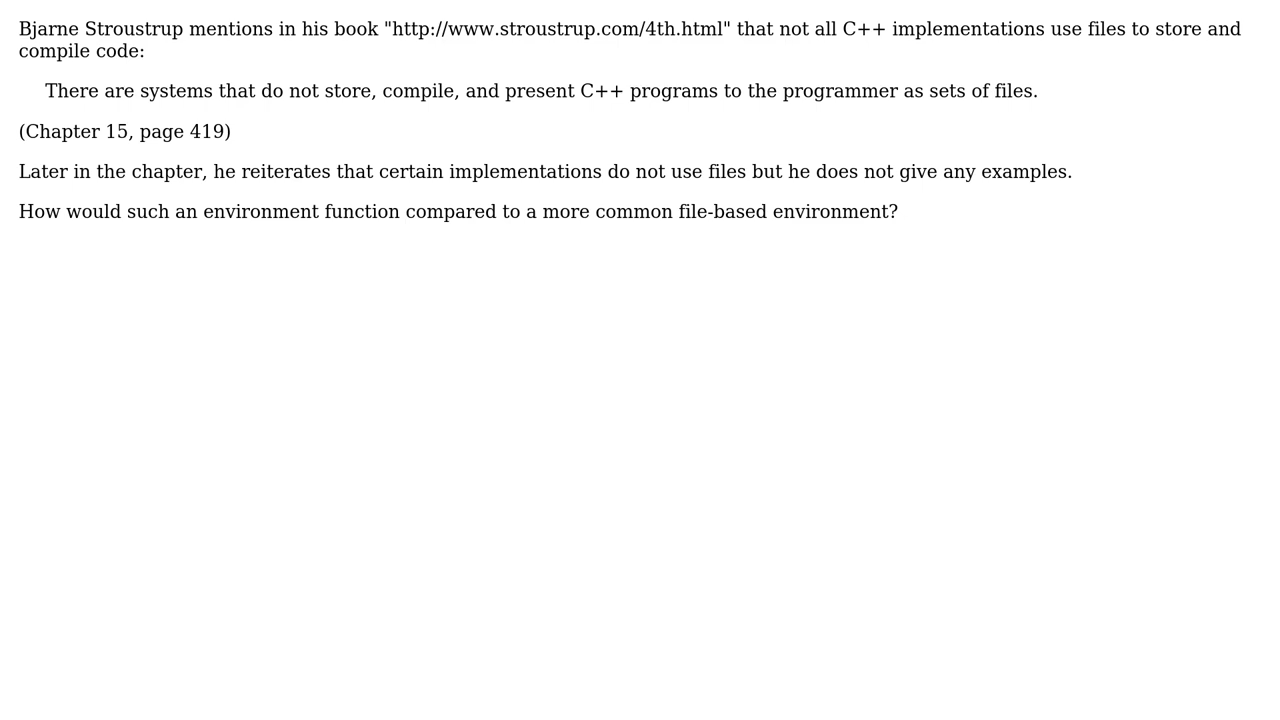 Bjarne Stroustrup mentions in his book "http://www.stroustrup.com/4th.html" that not all C++ implementations use files to store and
compile code:
There are systems that do not store, compile, and present C++ programs to the programmer as sets of files.
(Chapter 15, page 419)
Later in the chapter, he reiterates that certain implementations do not use files but he does not give any examples.
How would such an environment function compared to a more common file-based environment?